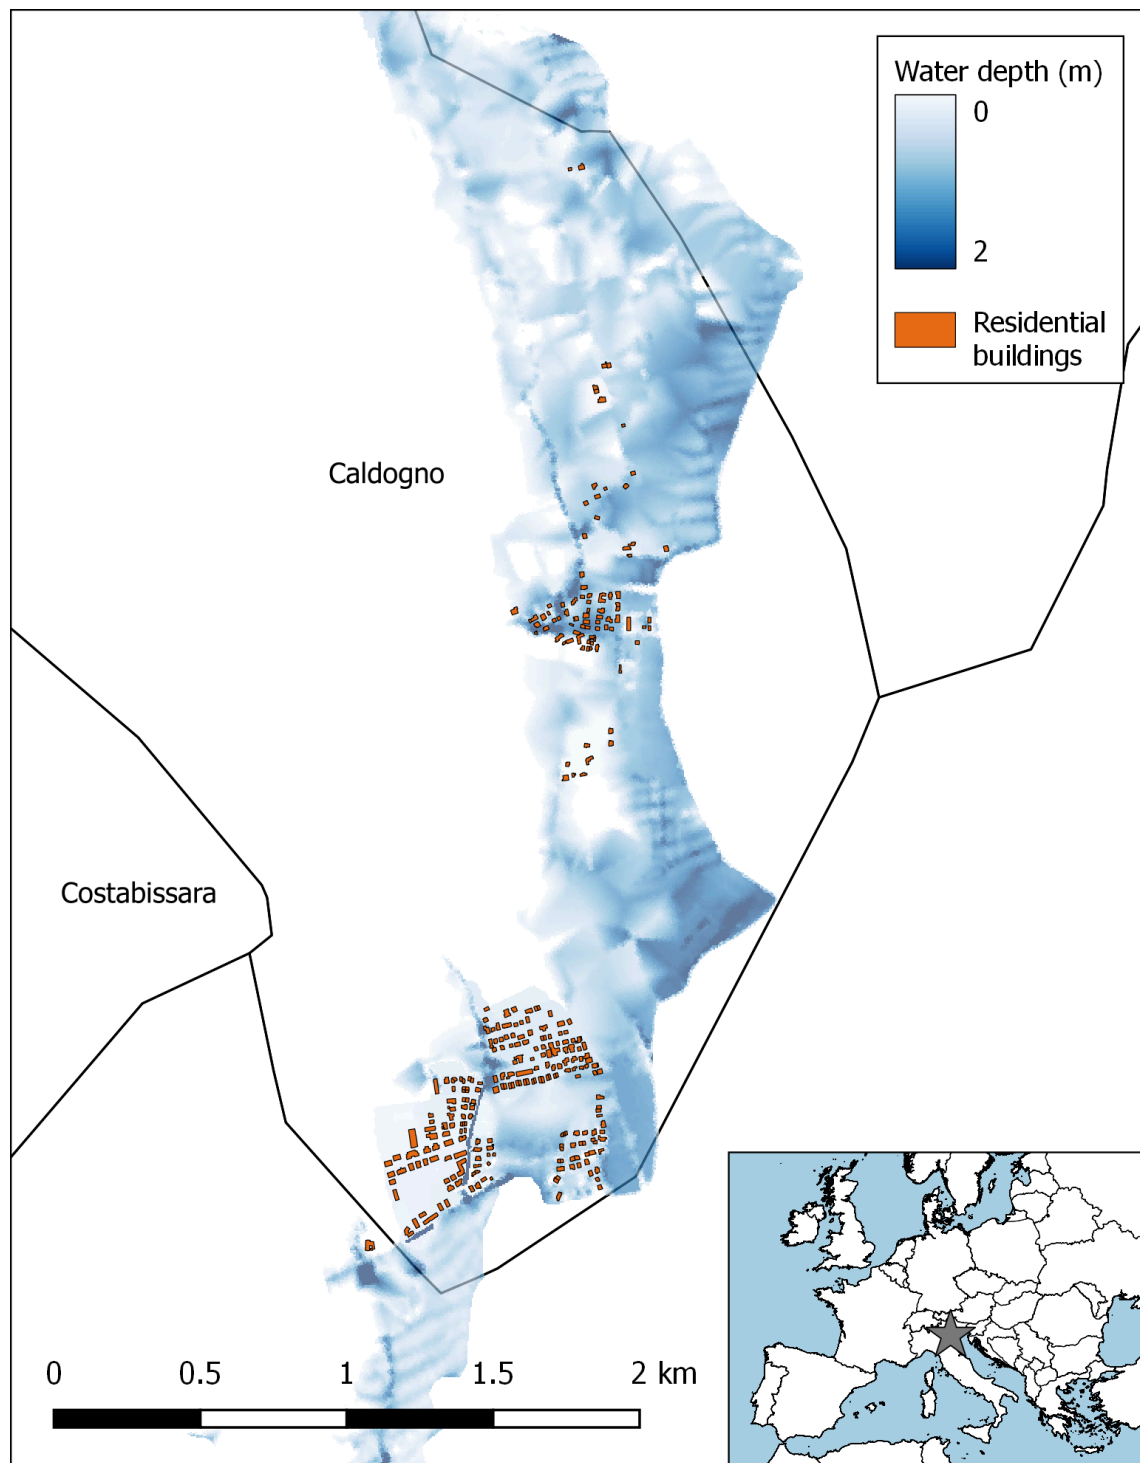 Water depth (m)
0
2
Residential
buildings
Caldogno
Costabissara
0 0.5 1 1.5 2 km